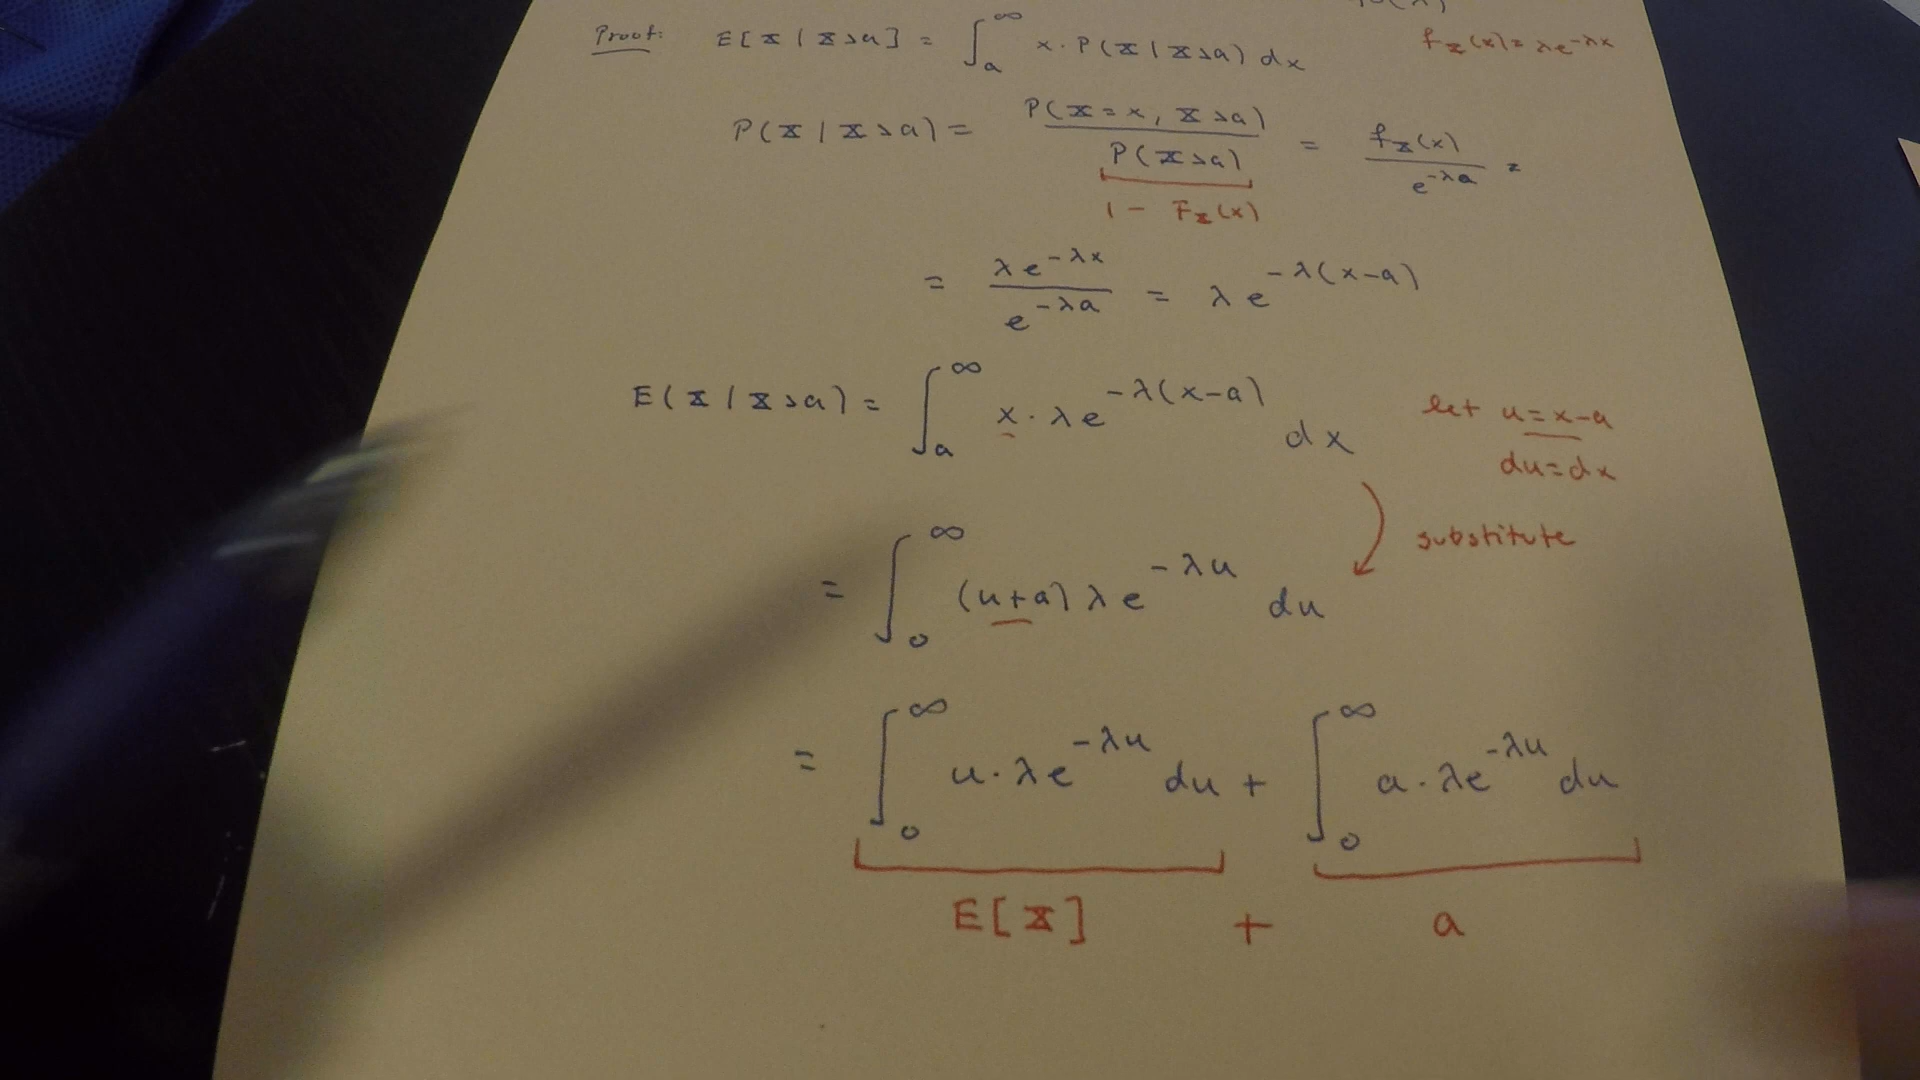 Proof: E[X | X>a] = ∫_a^∞ x · P(X | X>a) dx f_X(x) = λe^{-λx}
P(X | X>a) = P(X=x, X>a) / P(X>a) = f_X(x) / e^{-λa} =
1 - F_X(x)
= λe^{-λx} / e^{-λa} = λe^{-λ(x-a)}
E(X | X>a) = ∫_a^∞ x · λe^{-λ(x-a)} dx let u=x-a
du=dx
substitute
= ∫_0^∞ (u+a) λe^{-λu} du
= ∫_0^∞ u · λe^{-λu} du + ∫_0^∞ a · λe^{-λu} du
E[X] + a